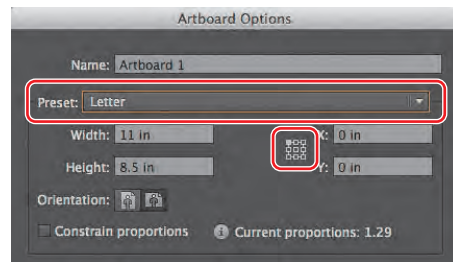 Artboard Options
Name: Artboard 1
Preset: Letter
Width: 11 in X: 0 in
Height: 8.5 in Y: 0 in
Orientation:
Constrain proportions Current proportions: 1.29